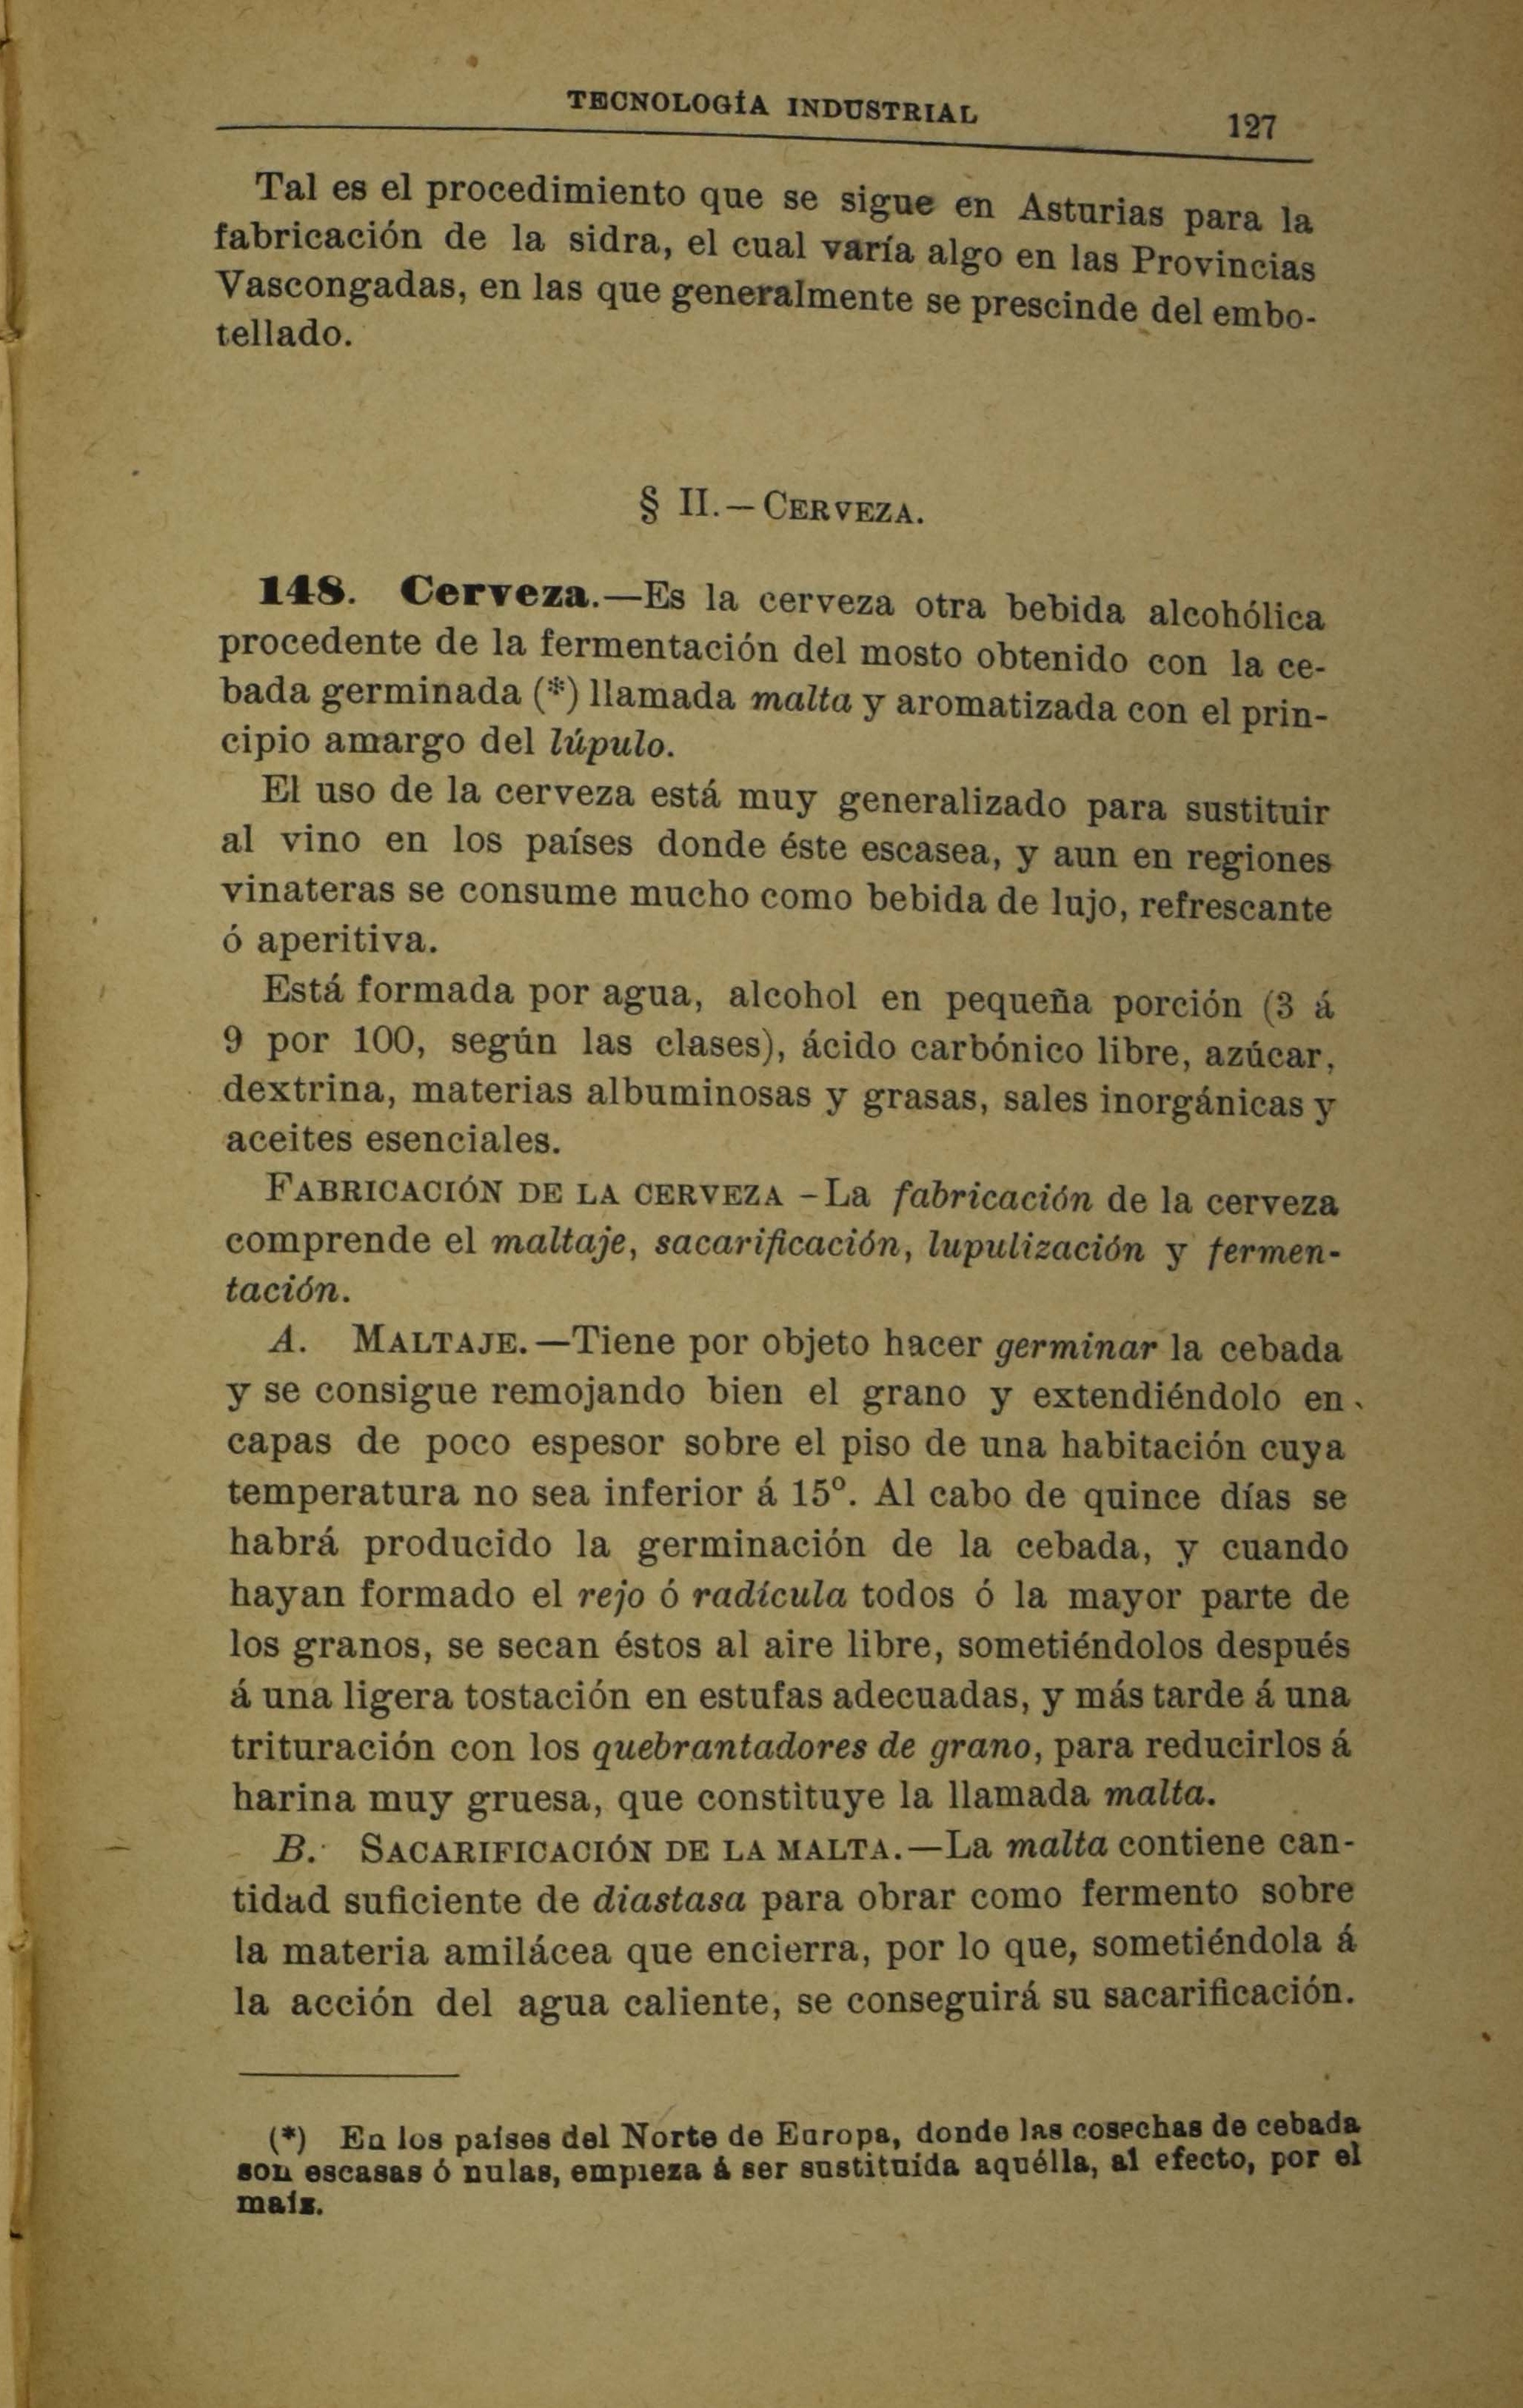 TECNOLOGÍA INDUSTRIAL 127
Tal es el procedimiento que se sigue en Asturias para la
fabricación de la sidra, el cual varía algo en las Provincias
Vascongadas, en las que generalmente se prescinde del embo-
tellado.
§ II.—CERVEZA.
148. Cerveza.—Es la cerveza otra bebida alcohólica
procedente de la fermentación del mosto obtenido con la ce-
bada germinada (*) llamada malta y aromatizada con el prin-
cipio amargo del lúpulo.
El uso de la cerveza está muy generalizado para sustituir
al vino en los países donde éste escasea, y aun en regiones
vinateras se consume mucho como bebida de lujo, refrescante
ó aperitiva.
Está formada por agua, alcohol en pequeña porción (3 á
9 por 100, según las clases), ácido carbónico libre, azúcar,
dextrina, materias albuminosas y grasas, sales inorgánicas y
aceites esenciales.
FABRICACIÓN DE LA CERVEZA -La fabricación de la cerveza
comprende el maltaje, sacarificación, lupulización y fermen-
tación.
A. MALTAJE.—Tiene por objeto hacer germinar la cebada
y se consigue remojando bien el grano y extendiéndolo en
capas de poco espesor sobre el piso de una habitación cuya
temperatura no sea inferior á 15º. Al cabo de quince días se
habrá producido la germinación de la cebada, y cuando
hayan formado el rejo ó radícula todos ó la mayor parte de
los granos, se secan éstos al aire libre, sometiéndolos después
á una ligera tostación en estufas adecuadas, y más tarde á una
trituración con los quebrantadores de grano, para reducirlos á
harina muy gruesa, que constituye la llamada malta.
B. SACARIFICACIÓN DE LA MALTA.—La malta contiene can-
tidad suficiente de diastasa para obrar como fermento sobre
la materia amilácea que encierra, por lo que, sometiéndola á
la acción del agua caliente, se conseguirá su sacarificación.
(*) En los países del Norte de Europa, donde las cosechas de cebada
son escasas ó nulas, empieza á ser sustituida aquélla, al efecto, por el
maíz.